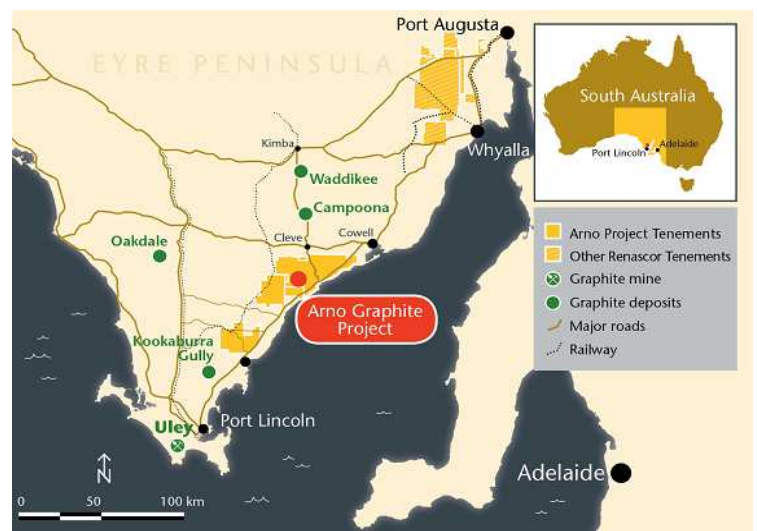 Port Augusta
EYRE PENINSULA
South Australia
Adelaide
Port Lincoln
Kimba
Whyalla
Waddikee
Campoona
Oakdale
Cleve
Cowell
Arno Graphite
Project
Kookaburra
Gully
Port Lincoln
Uley
N
Adelaide
0 50 100 km
Arno Project Tenements
Other Renascor Tenements
Graphite mine
Graphite deposits
Major roads
Railway